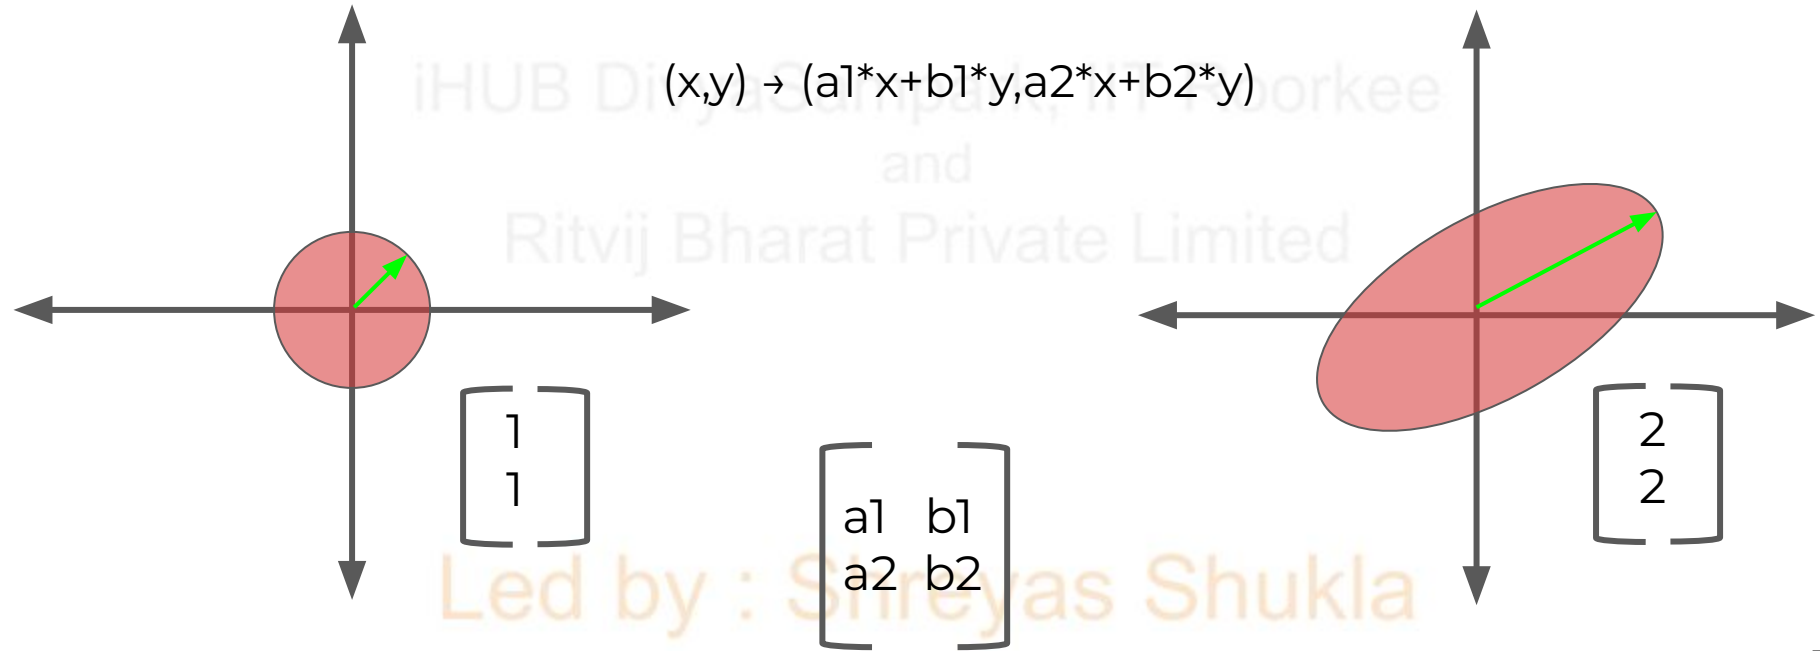 iHUB DivyaSampark, IIT Roorkee
(x,y) → (a1*x+b1*y,a2*x+b2*y)
and
Ritvij Bharat Private Limited
1
1
a1 b1
a2 b2
2
2
Led by : Shreyas Shukla